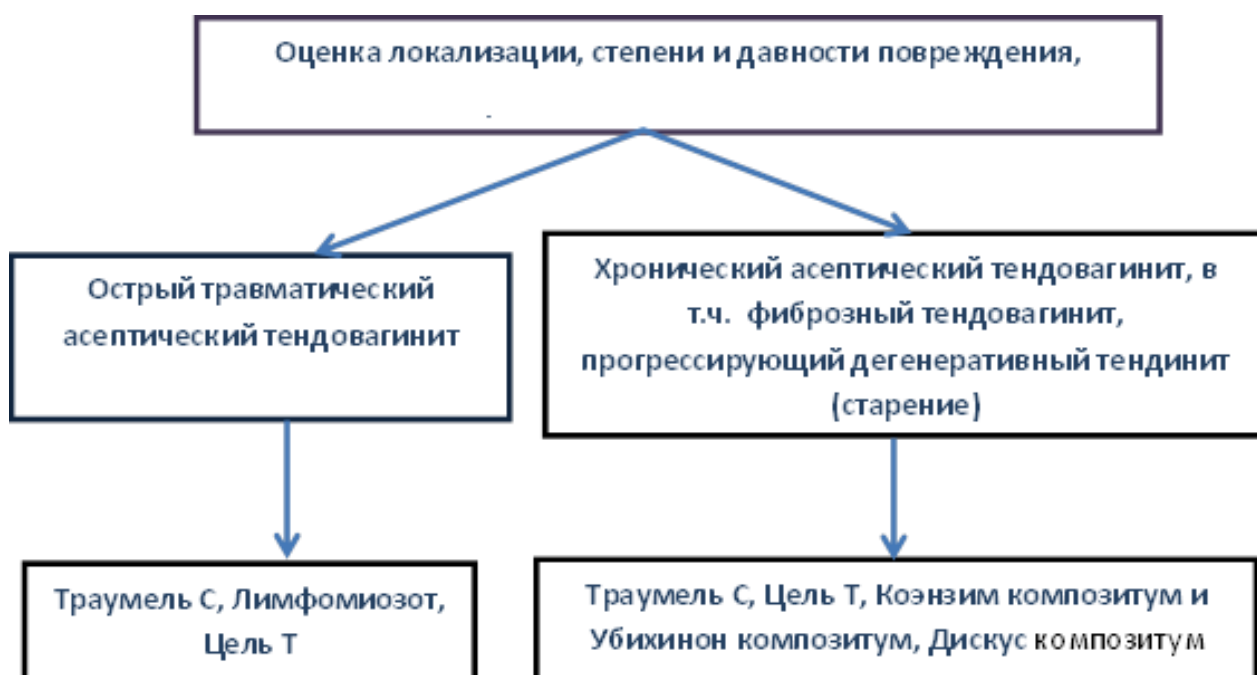 Оценка локализации, степени и давности повреждения,
Острый травматический
асептический тендовагинит
Хронический асептический тендовагинит, в
т.ч. фиброзный тендовагинит,
прогрессирующий дегенеративный тендинит
(старение)
Траумель С, Лимфомиозот,
Цель Т
Траумель С, Цель Т, Коэнзим композитум и
Убихинон композитум, Дискус композитум